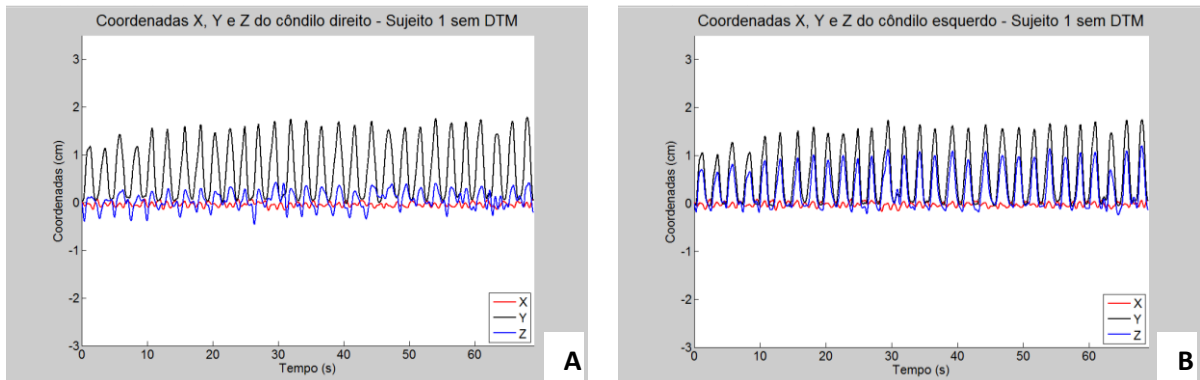 Coordenadas X, Y e Z do côndilo direito - Sujeito 1 sem DTM
Coordenadas (cm)
3
2
1
0
-1
-2
-3
0 10 20 30 40 50 60
Tempo (s)
X
Y
Z
A
Coordenadas X, Y e Z do côndilo esquerdo - Sujeito 1 sem DTM
Coordenadas (cm)
3
2
1
0
-1
-2
-3
0 10 20 30 40 50 60
Tempo (s)
X
Y
Z
B